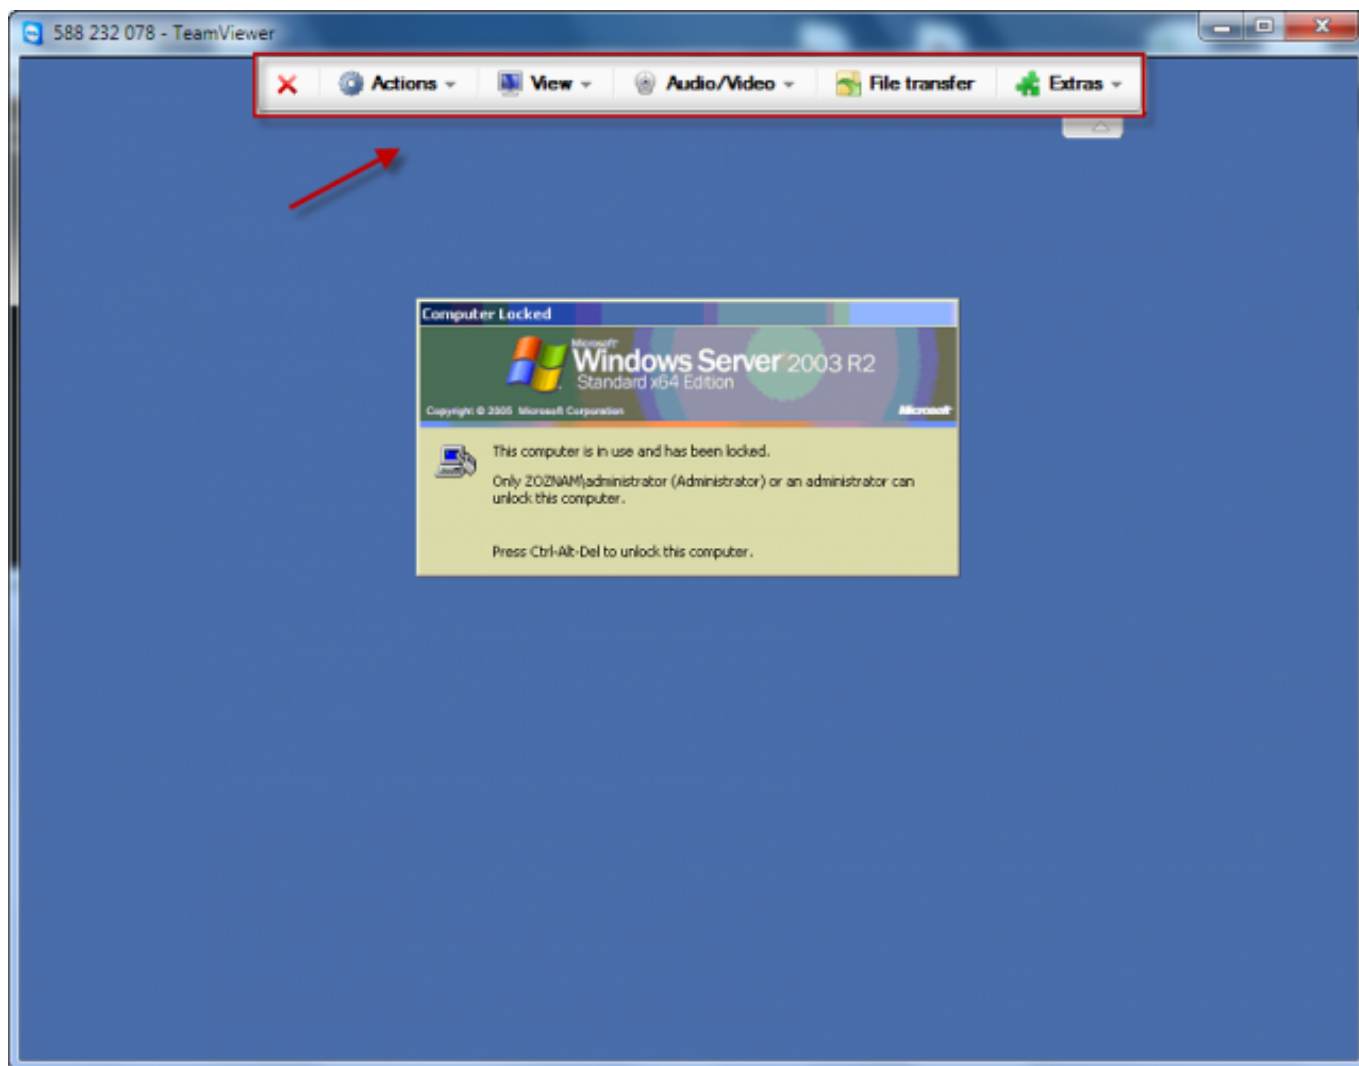 588 232 078 - TeamViewer
Actions View Audio/Video File transfer Extras
Computer Locked
Microsoft
Windows Server 2003 R2
Standard x64 Edition
Copyright © 2005 Microsoft Corporation Microsoft
This computer is in use and has been locked.
Only ZOZNAM\administrator (Administrator) or an administrator can
unlock this computer.
Press Ctrl-Alt-Del to unlock this computer.